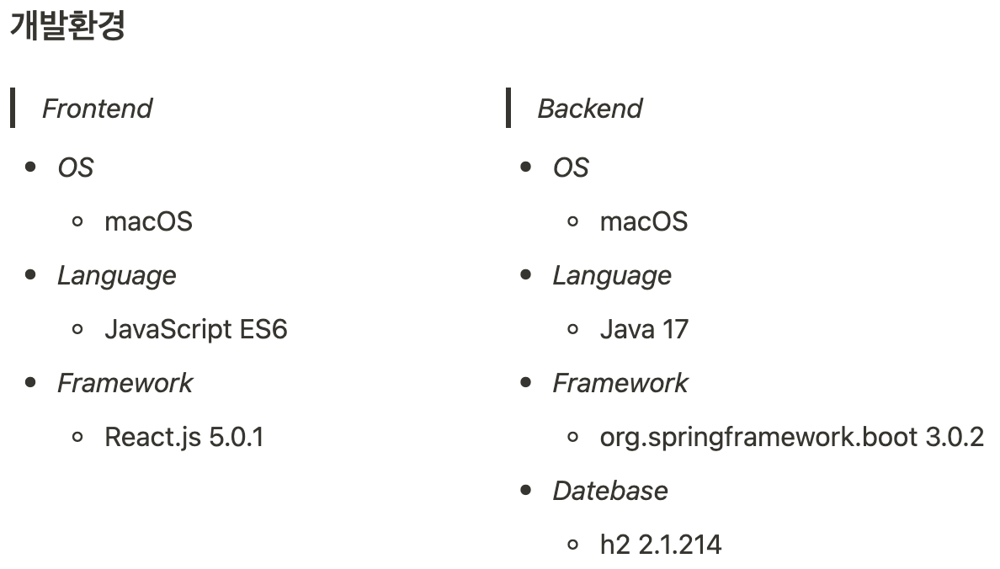 개발환경
Frontend
OS
macOS
Language
JavaScript ES6
Framework
React.js 5.0.1
Backend
OS
macOS
Language
Java 17
Framework
org.springframework.boot 3.0.2
Datebase
h2 2.1.214